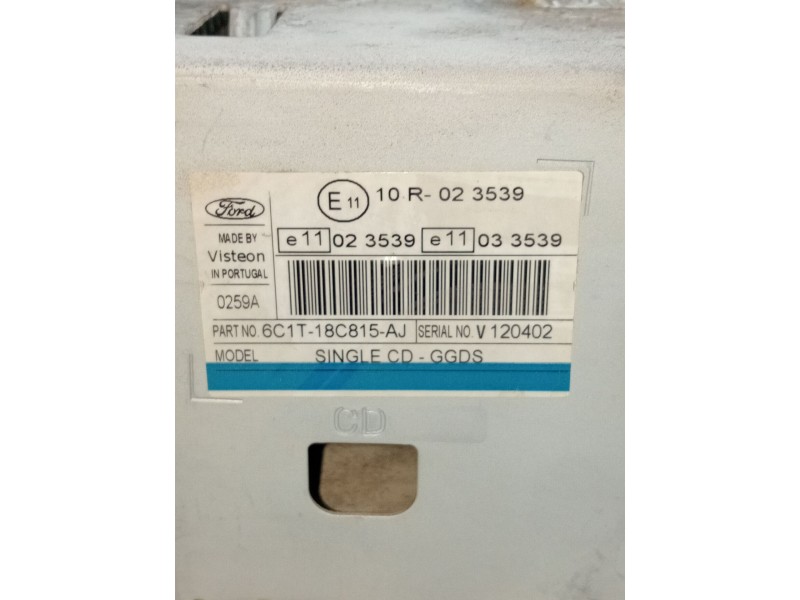 Ford
E 11 10 R- 02 3539
MADE BY
Visteon
IN PORTUGAL
e11 02 3539 e11 03 3539
0259A
PART NO. 6C1T-18C815-AJ SERIAL NO. V 120402
MODEL SINGLE CD - GGDS
CD